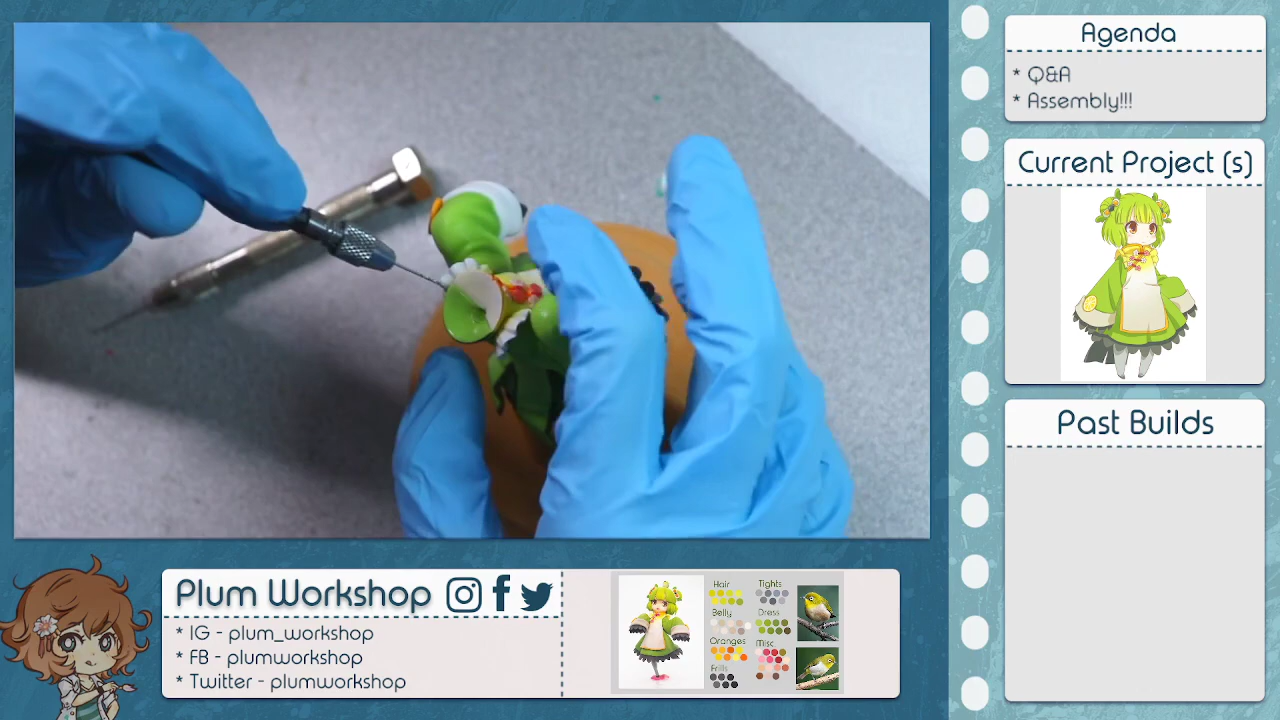 Agenda
* Q&A
* Assembly!!!
Current Project (s)
Past Builds
Plum Workshop
* IG - plum_workshop
* FB - plumworkshop
* Twitter - plumworkshop
Hair
Tights
Belly
Dress
Oranges
Misc
Frills